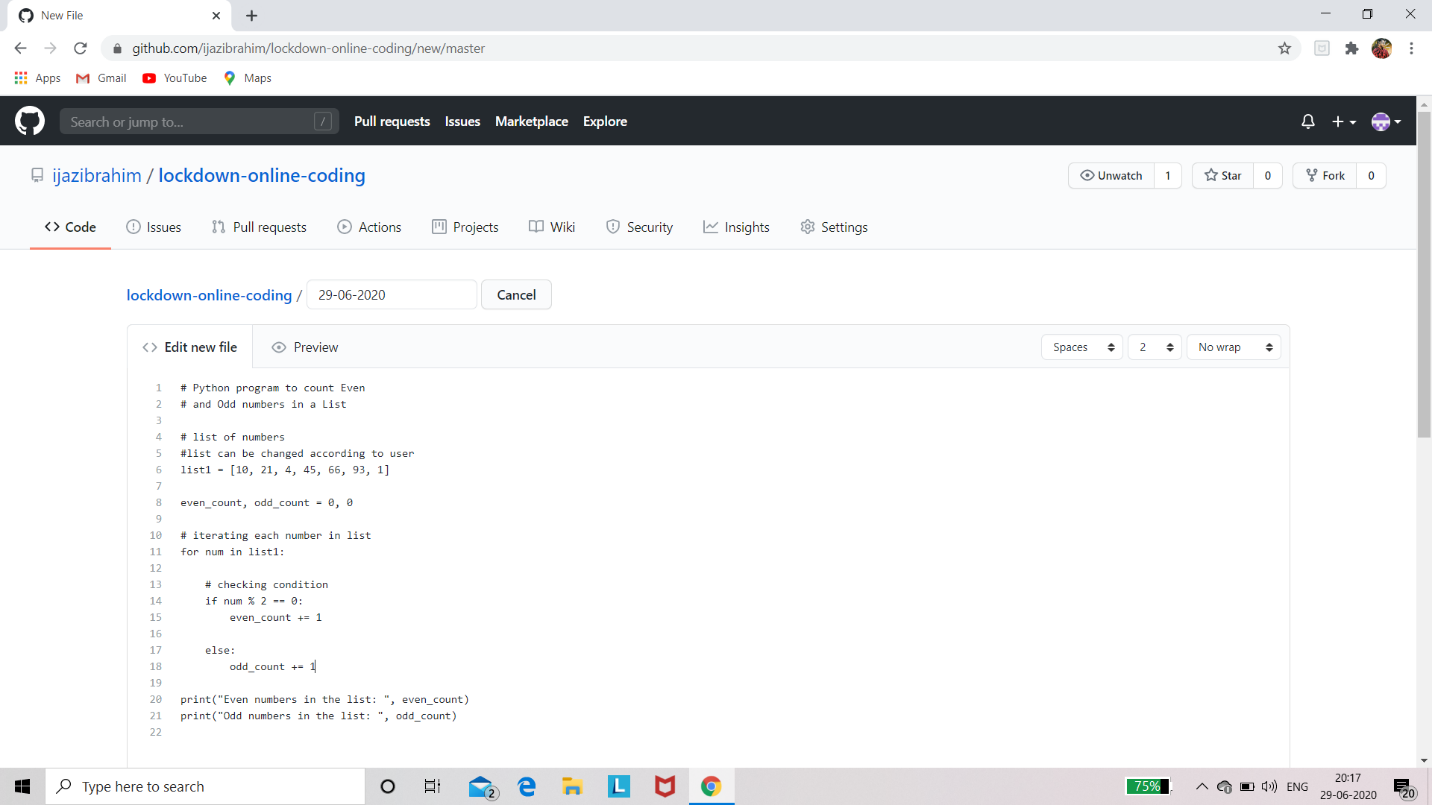 New File
github.com/ijazibrahim/lockdown-online-coding/new/master
Apps Gmail YouTube Maps
Search or jump to... / Pull requests Issues Marketplace Explore
ijazibrahim / lockdown-online-coding Unwatch 1 Star 0 Fork 0
Code Issues Pull requests Actions Projects Wiki Security Insights Settings
lockdown-online-coding / 29-06-2020 Cancel
<> Edit new file Preview Spaces 2 No wrap
1 # Python program to count Even
2 # and Odd numbers in a List
3
4 # list of numbers
5 #list can be changed according to user
6 list1 = [10, 21, 4, 45, 66, 93, 1]
7
8 even_count, odd_count = 0, 0
9
10 # iterating each number in list
11 for num in list1:
12
13     # checking condition
14     if num % 2 == 0:
15         even_count += 1
16
17     else:
18         odd_count += 1
19
20 print("Even numbers in the list: ", even_count)
21 print("Odd numbers in the list: ", odd_count)
22
Type here to search 2 L 75% ENG 20:17
29-06-2020 20